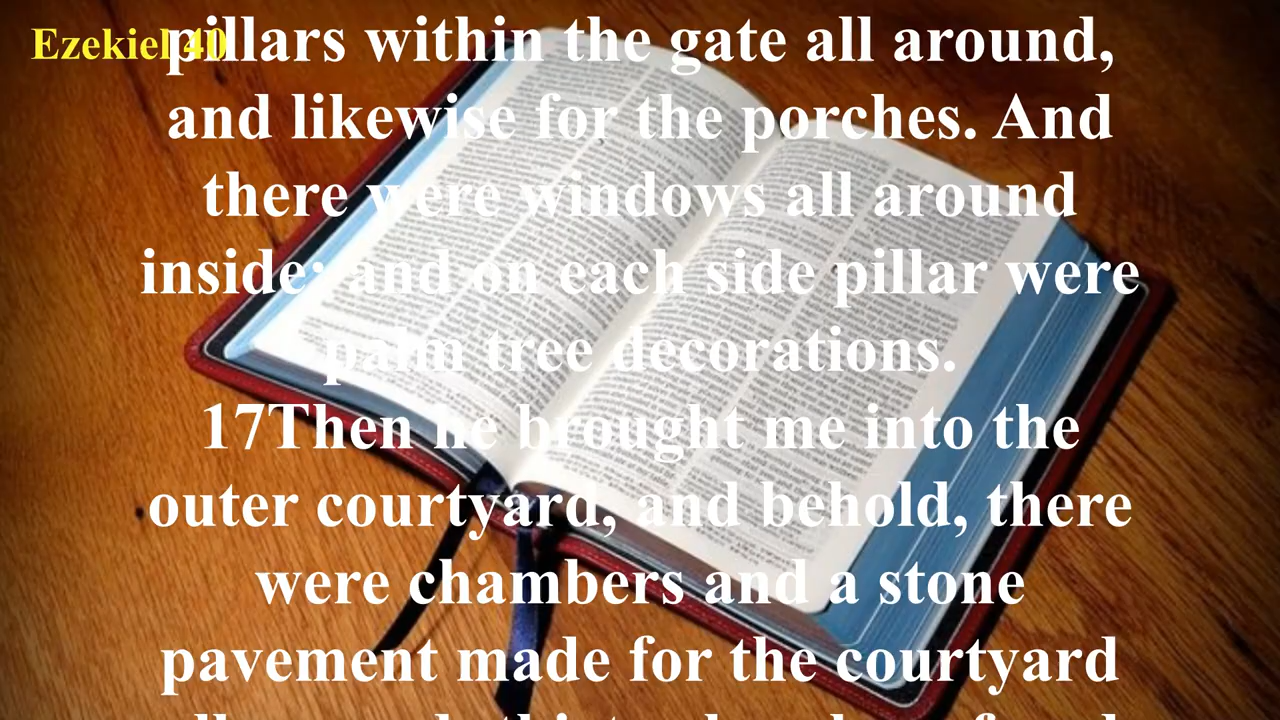 Ezekiel 40
pillars within the gate all around,
and likewise for the porches. And
there were windows all around
inside; and on each side pillar were
palm tree decorations.
17Then he brought me into the
outer courtyard, and behold, there
were chambers and a stone
pavement made for the courtyard